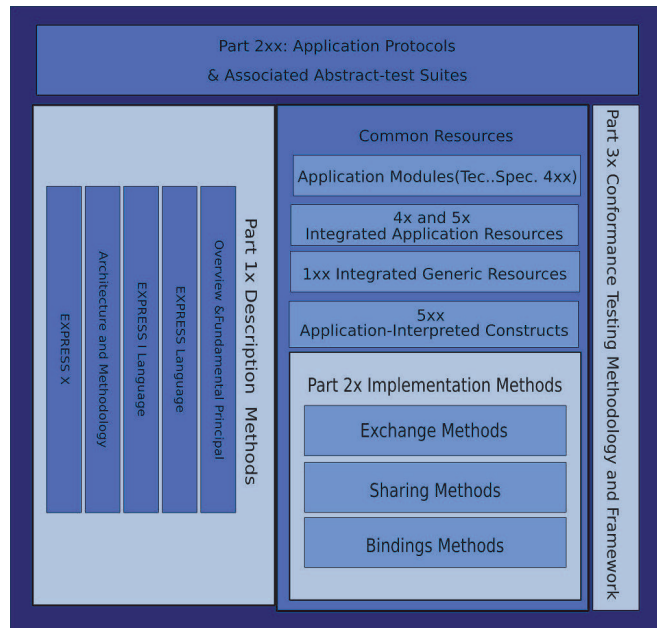 Part 2xx: Application Protocols
& Associated Abstract-test Suites
Part 1x Description Methods
Overview &Fundamental Principal
EXPRESS Language
EXPRESS I Language
Architecture and Methodology
EXPRESS X
Common Resources
Application Modules(Tec..Spec. 4xx)
4x and 5x
Integrated Application Resources
1xx Integrated Generic Resources
5xx
Application-Interpreted Constructs
Part 2x Implementation Methods
Exchange Methods
Sharing Methods
Bindings Methods
Part 3x Conformance Testing Methodology and Framework